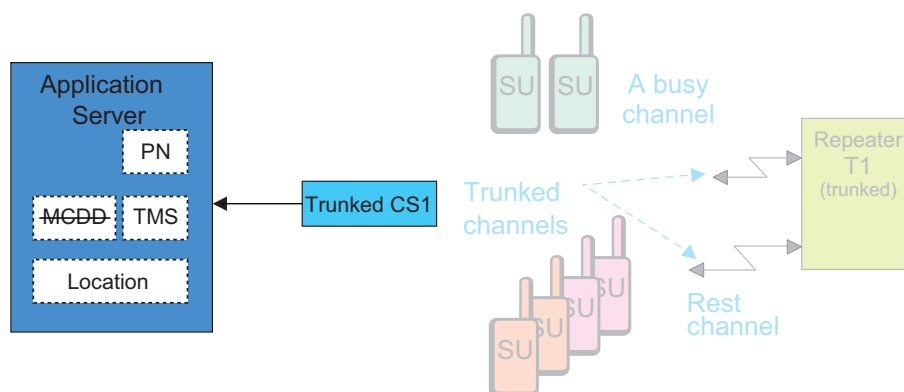 Application
Server
PN
MCDD
TMS
Location
Trunked CS1
SU
SU
A busy
channel
Trunked
channels
Repeater
T1
(trunked)
Rest
channel
SU
SU
SU
SU